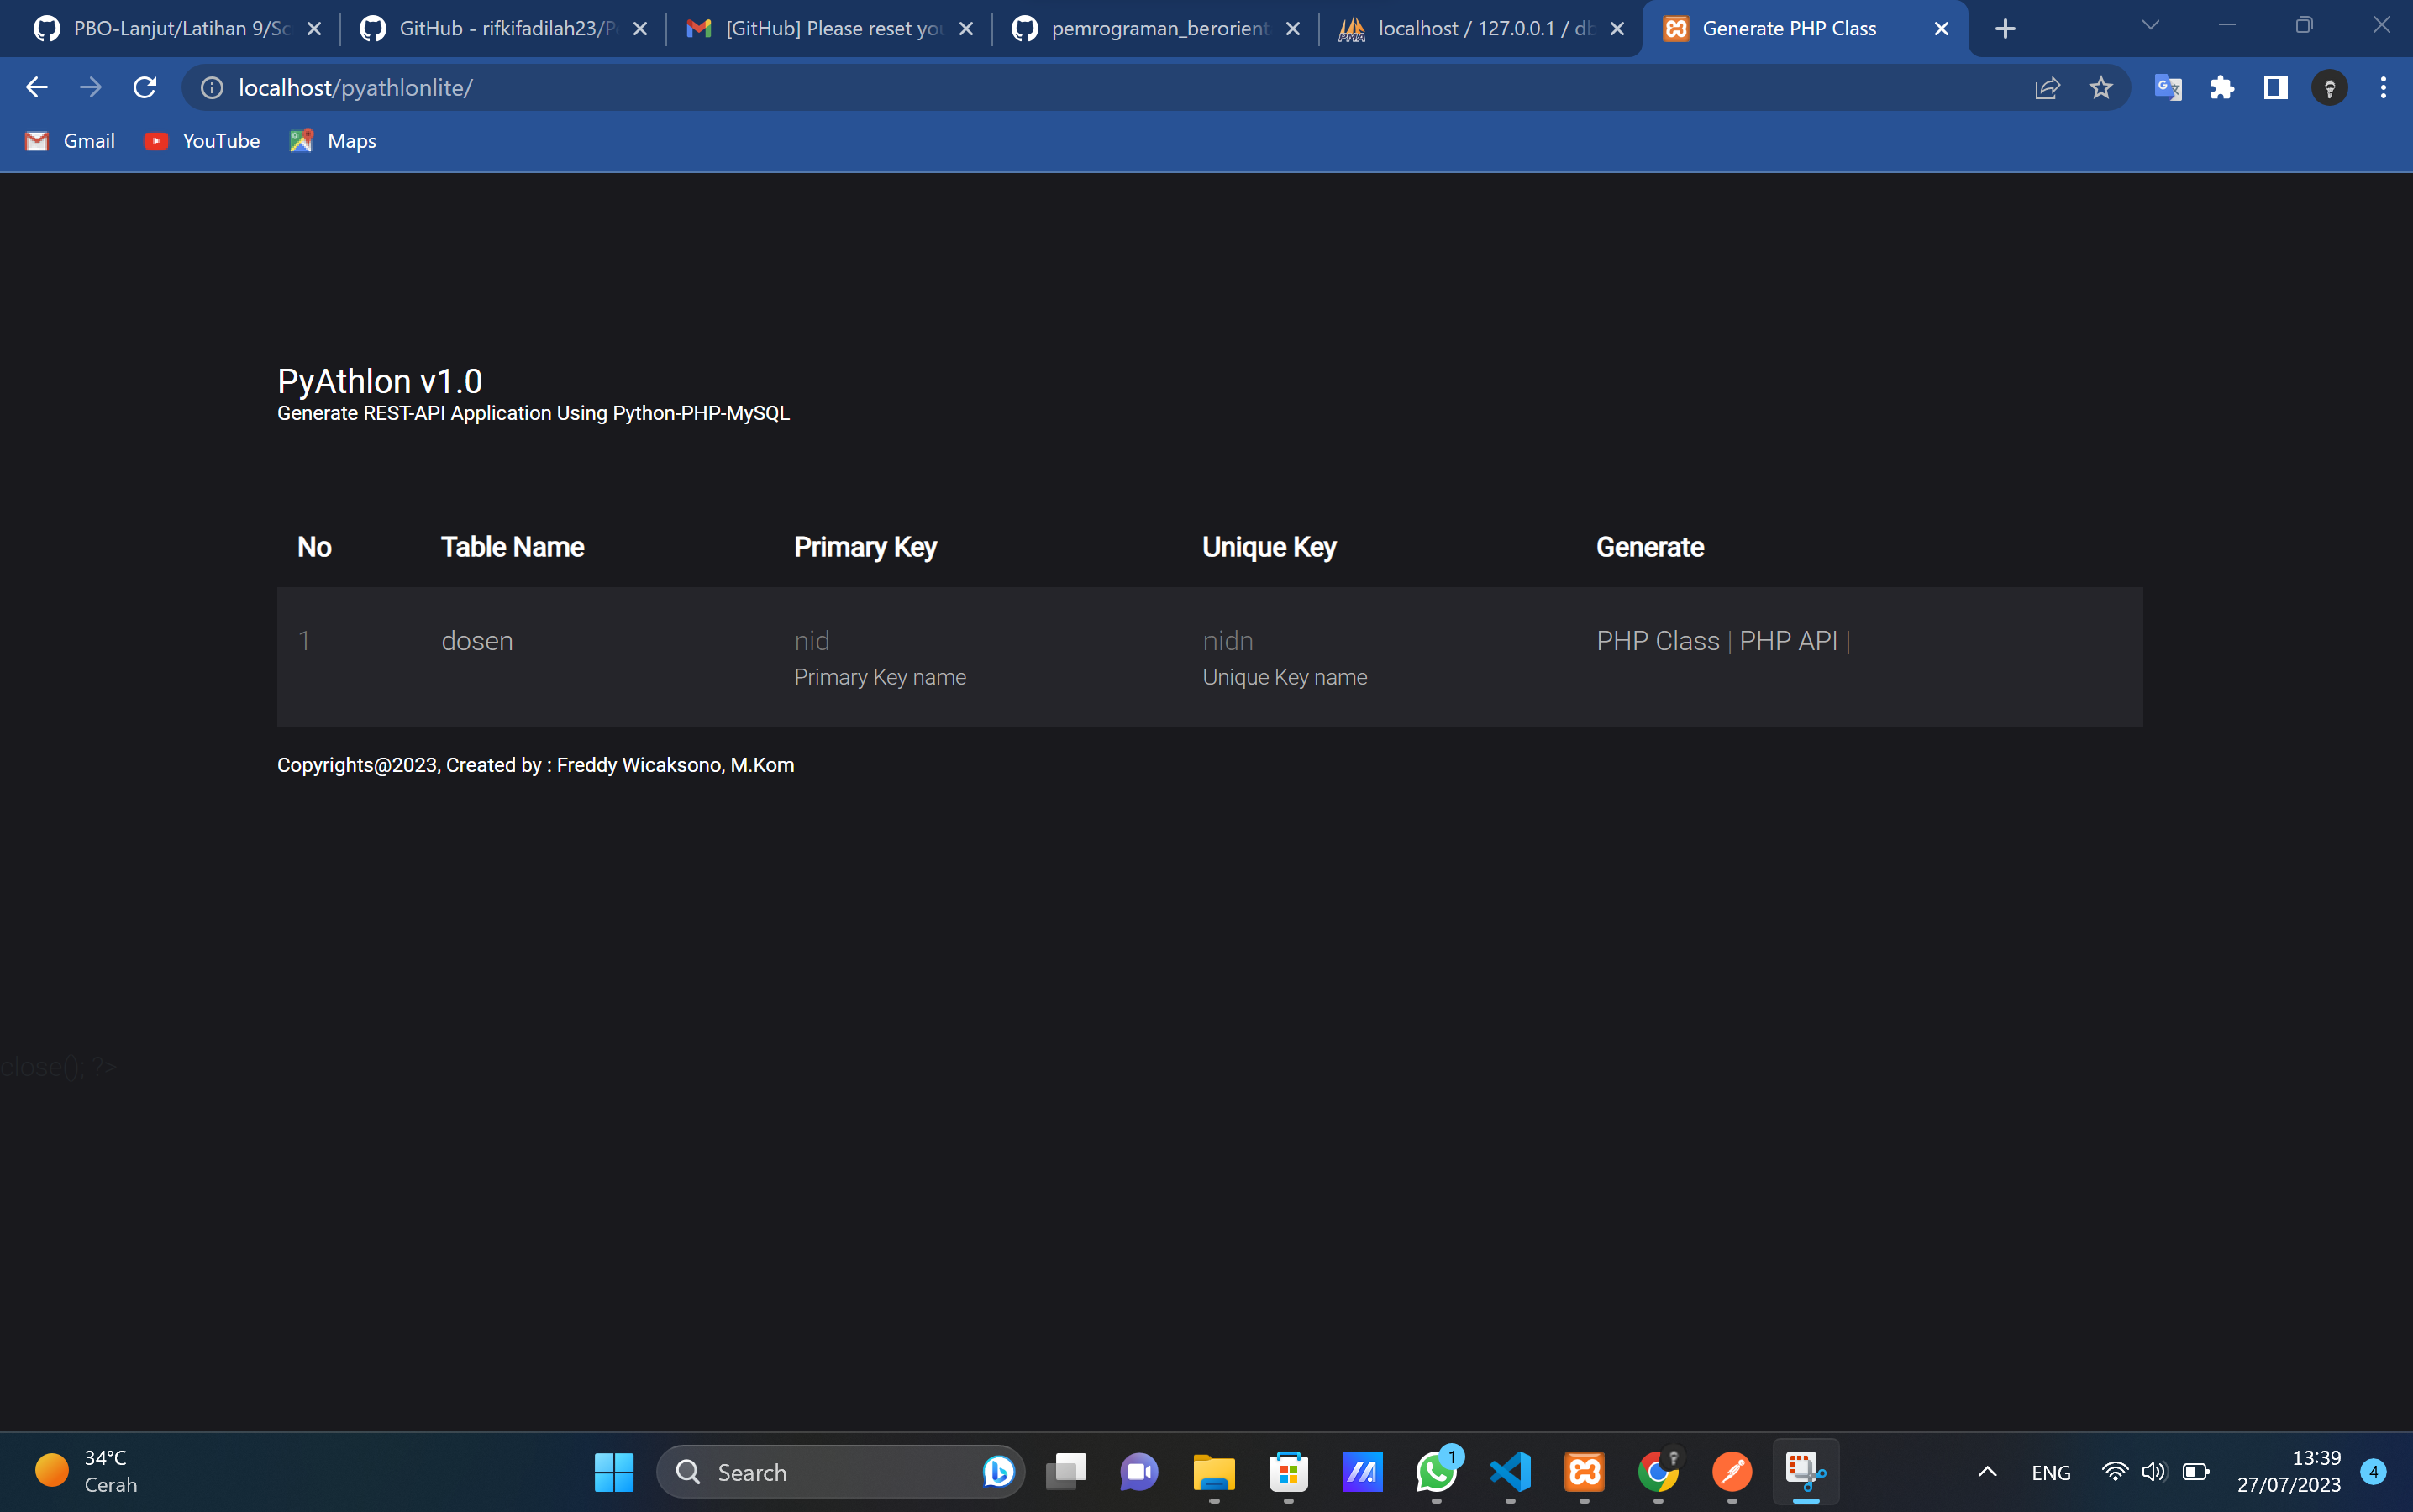 PBO-Lanjut/Latihan 9/Sc
GitHub - rifkifadilah23/P
[GitHub] Please reset you
pemrograman_berorient
localhost / 127.0.0.1 / db
Generate PHP Class
localhost/pyathlonlite/
Gmail
YouTube
Maps
PyAthlon v1.0
Generate REST-API Application Using Python-PHP-MySQL
No Table Name Primary Key Unique Key Generate
1 dosen nid nidn PHP Class | PHP API |
Primary Key name Unique Key name
Copyrights@2023, Created by : Freddy Wicaksono, M.Kom
close(); ?>
34°C
Cerah
Search
1
ENG
13:39
27/07/2023
4